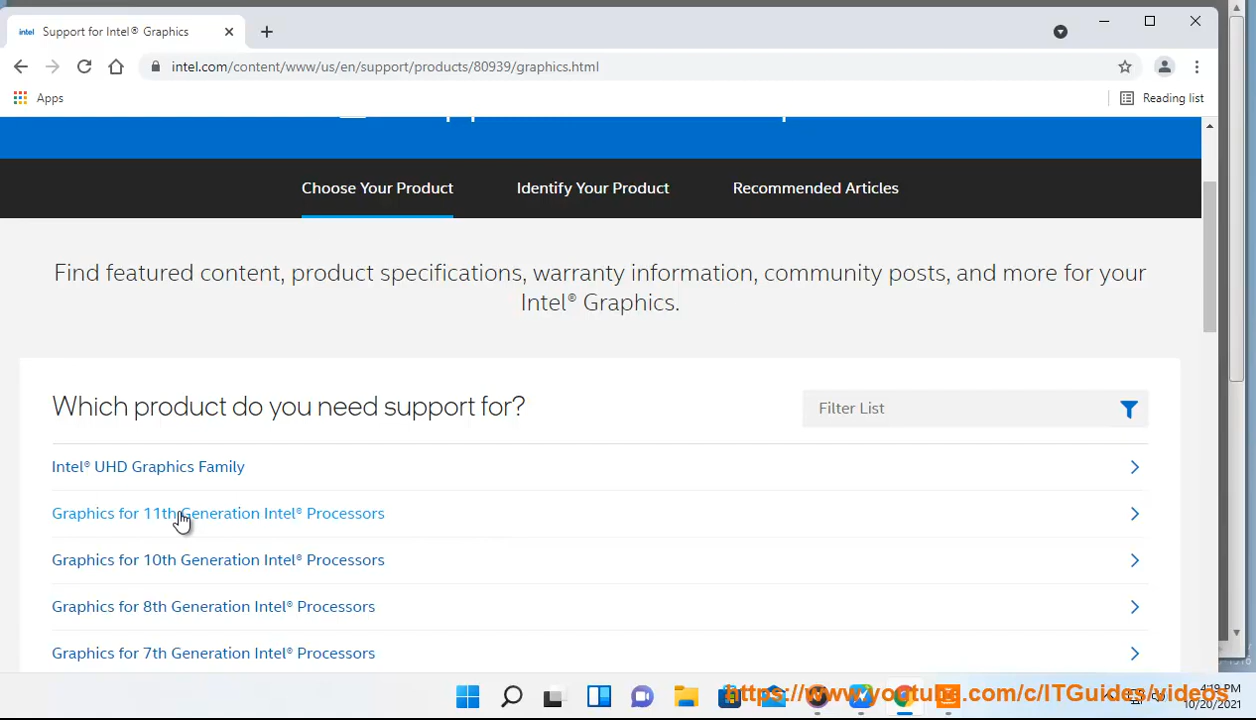 intel Support for Intel® Graphics
intel.com/content/www/us/en/support/products/80939/graphics.html
Apps
Reading list
Choose Your Product
Identify Your Product
Recommended Articles
Find featured content, product specifications, warranty information, community posts, and more for your
Intel® Graphics.
Which product do you need support for?
Filter List
Intel® UHD Graphics Family
Graphics for 11th Generation Intel® Processors
Graphics for 10th Generation Intel® Processors
Graphics for 8th Generation Intel® Processors
Graphics for 7th Generation Intel® Processors
https://www.youtube.com/c/ITGuides/videos
4:19 PM
10/20/2021